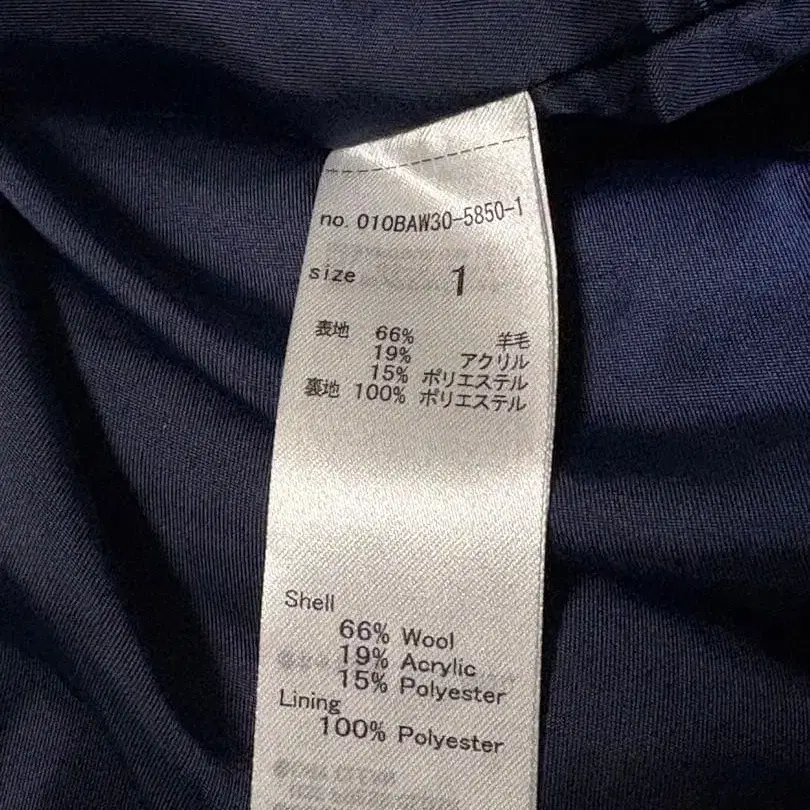 no. 010BAW30-5850-1
size 1
表地 66% 羊毛
19% アクリル
15% ポリエステル
裏地 100% ポリエステル
Shell
66% Wool
19% Acrylic
15% Polyester
Lining
100% Polyester